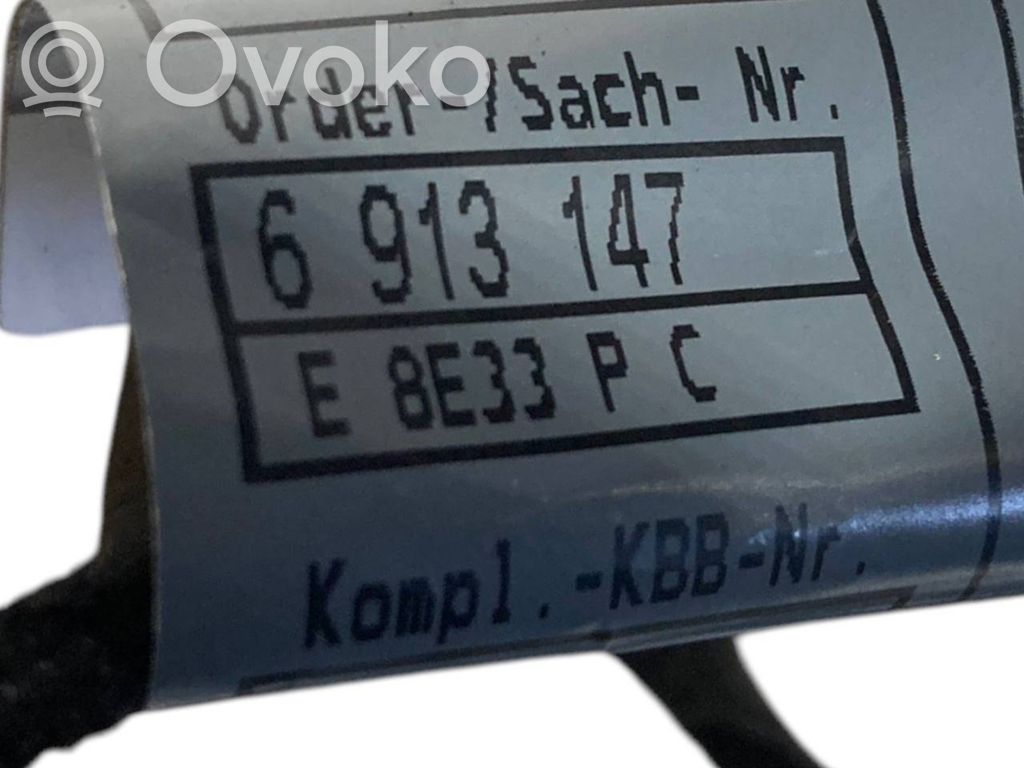 Ovoko
Order-/Sach- Nr.
6 913 147
E 8E33 P C
Kompl.-KBB-Nr.